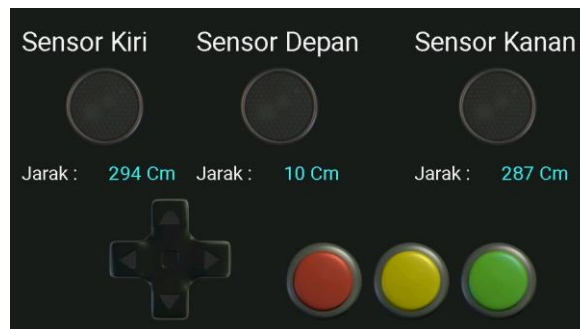 Sensor Kiri Sensor Depan Sensor Kanan
Jarak : 294 Cm Jarak : 10 Cm Jarak : 287 Cm